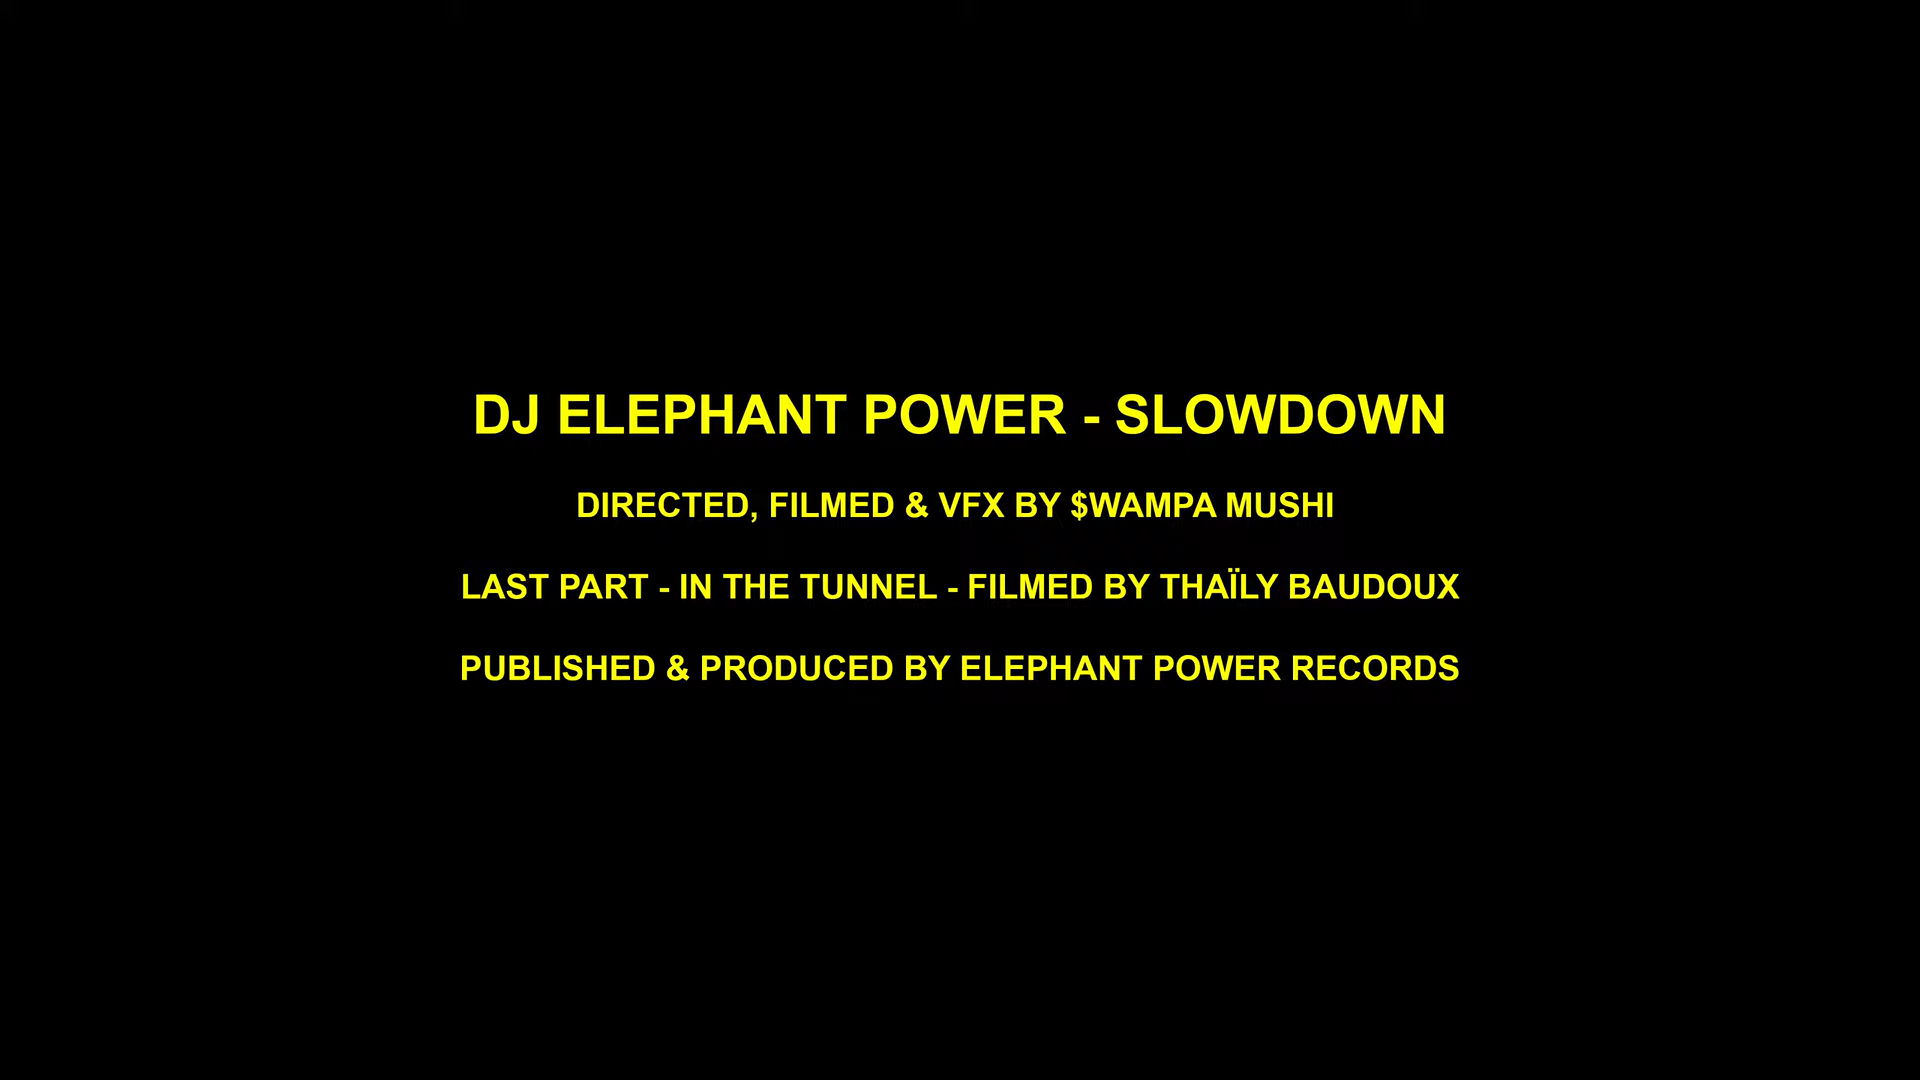 DJ ELEPHANT POWER - SLOWDOWN
DIRECTED, FILMED & VFX BY $WAMPA MUSHI
LAST PART - IN THE TUNNEL - FILMED BY THAÏLY BAUDOUX
PUBLISHED & PRODUCED BY ELEPHANT POWER RECORDS